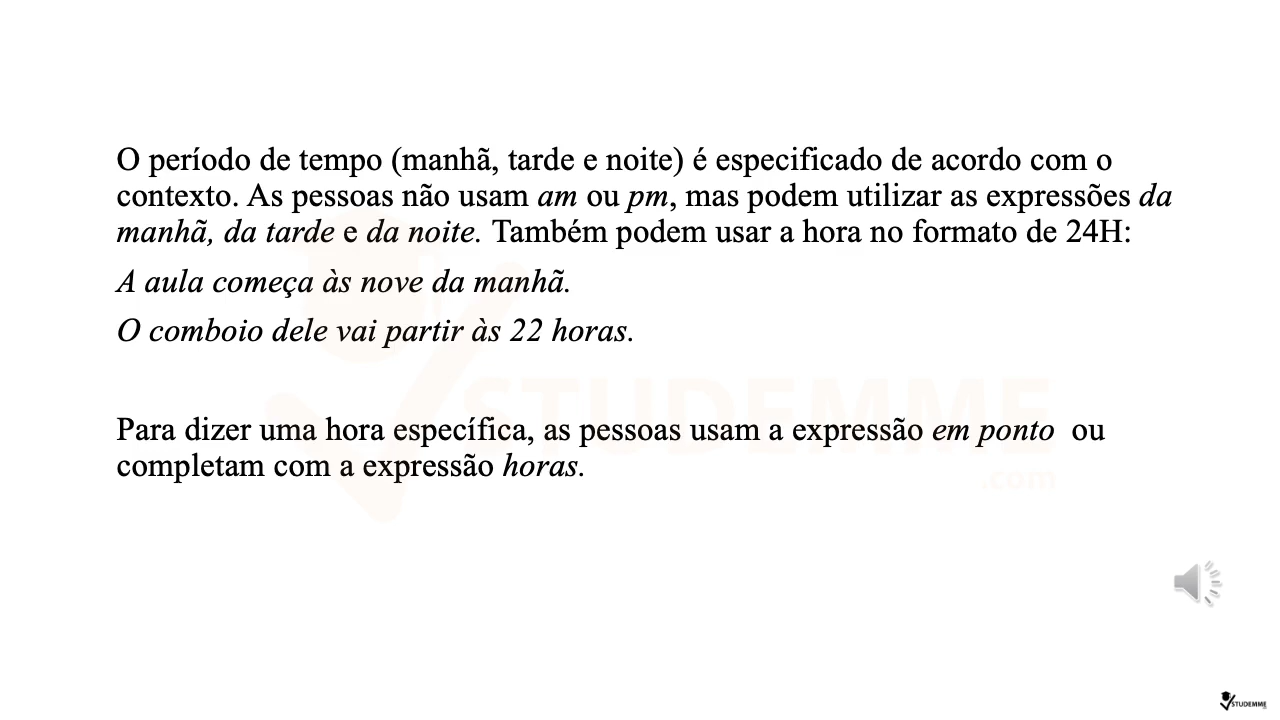 O período de tempo (manhã, tarde e noite) é especificado de acordo com o
contexto. As pessoas não usam am ou pm, mas podem utilizar as expressões da
manhã, da tarde e da noite. Também podem usar a hora no formato de 24H:
A aula começa às nove da manhã.
O comboio dele vai partir às 22 horas.
STUDEMME
.com
Para dizer uma hora específica, as pessoas usam a expressão em ponto ou
completam com a expressão horas.
STUDEMME